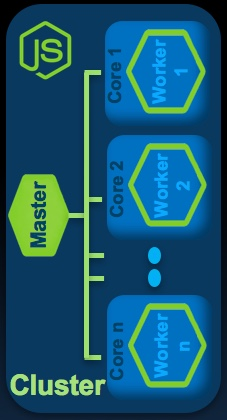 JS
Core 1
Worker
1
Master
Core 2
Worker
2
Core n
Worker
n
Cluster